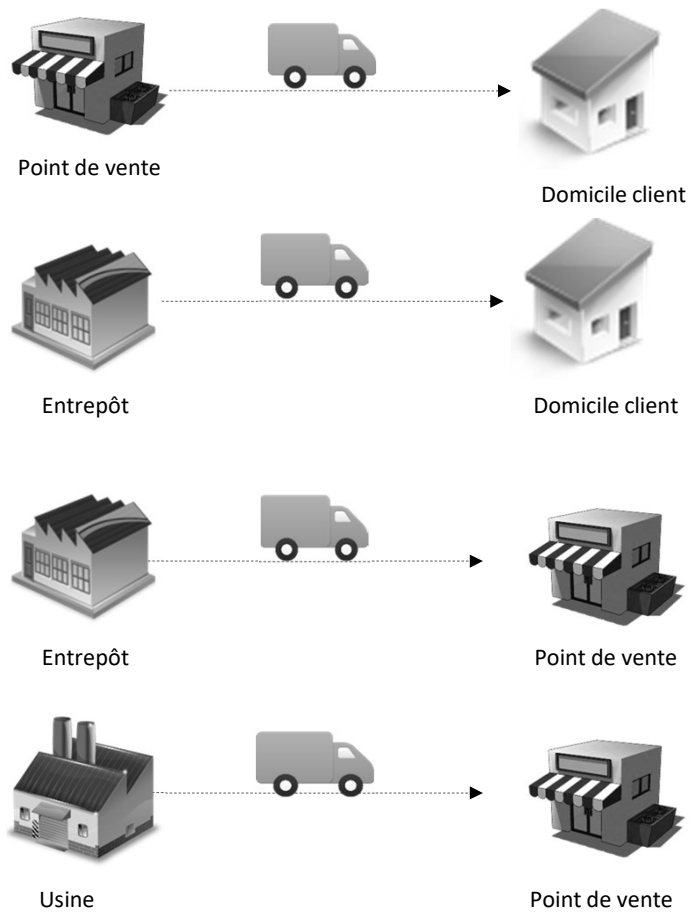 Point de vente
Domicile client
Entrepôt
Domicile client
Entrepôt
Point de vente
Usine
Point de vente